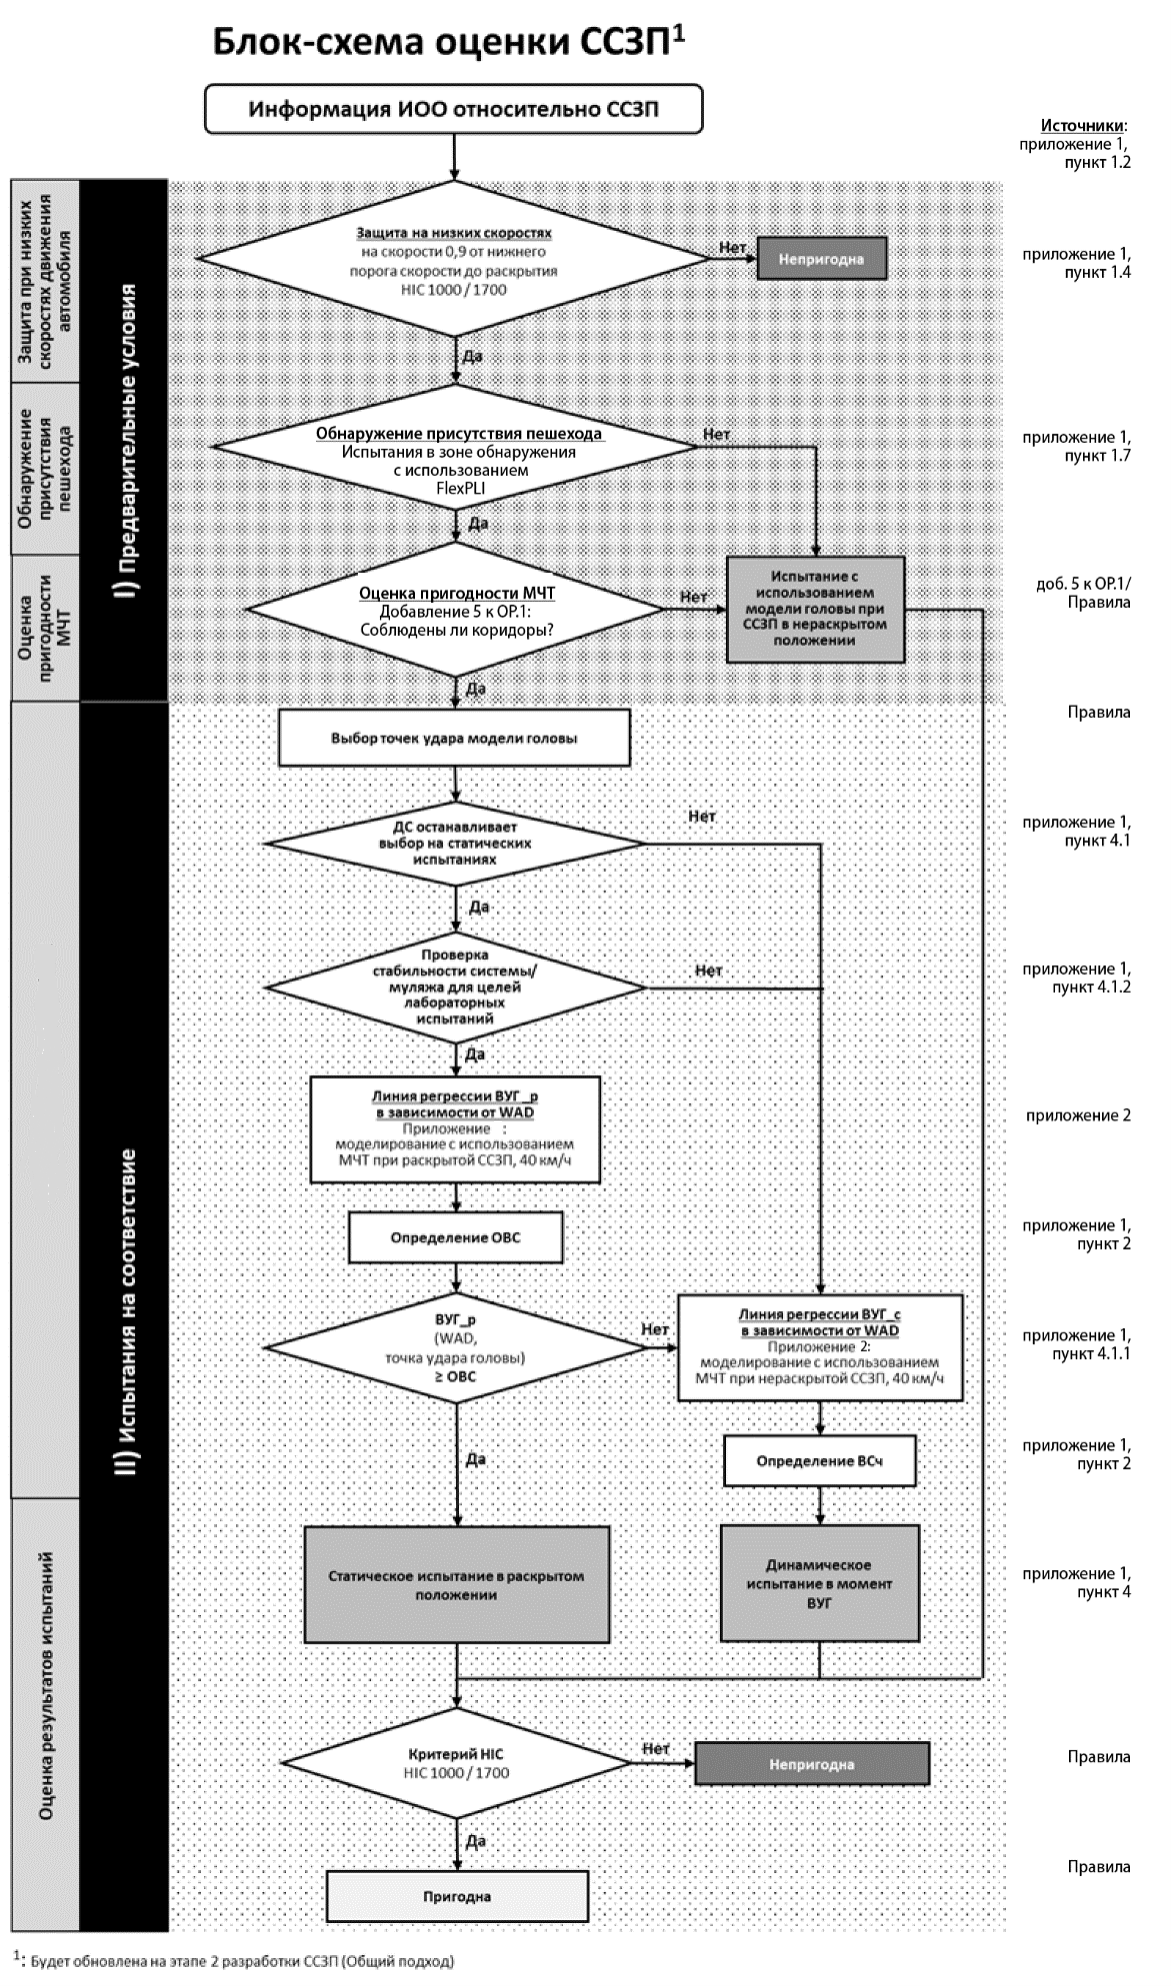 Блок-схема оценки ССЗП¹
Информация ИОО относительно ССЗП
Источники:
приложение 1,
пункт 1.2
Защита при низких
скоростях движения
автомобиля
I) Предварительные условия
Защита на низких скоростях
на скорости 0,9 от нижнего
порога скорости до раскрытия
HIC 1000 / 1700
Нет
Непригодна
приложение 1,
пункт 1.4
Да
Обнаружение
присутствия
пешехода
Обнаружение присутствия пешехода
Испытания в зоне обнаружения
с использованием
FlexPLI
Нет
приложение 1,
пункт 1.7
Да
Оценка
пригодности
МЧТ
Оценка пригодности МЧТ
Добавление 5 к ОР.1:
Соблюдены ли коридоры?
Нет
Испытание с
использованием
модели головы при
ССЗП в нераскрытом
положении
доб. 5 к ОР.1/
Правила
Да
II) Испытания на соответствие
Выбор точек удара модели головы
Правила
ДС останавливает
выбор на статических
испытаниях
Нет
приложение 1,
пункт 4.1
Да
Проверка
стабильности системы/
муляжа для целей
лабораторных
испытаний
Нет
приложение 1,
пункт 4.1.2
Да
Линия регрессии ВУГ_р
в зависимости от WAD
Приложение :
моделирование с использованием
МЧТ при раскрытой ССЗП, 40 км/ч
приложение 2
Определение ОВС
приложение 1,
пункт 2
ВУГ_р
(WAD,
точка удара головы)
≥ ОВС
Нет
Линия регрессии ВУГ_с
в зависимости от WAD
Приложение 2:
моделирование с использованием
МЧТ при нераскрытой ССЗП, 40 км/ч
приложение 1,
пункт 4.1.1
Да
Определение ВСч
приложение 1,
пункт 2
Оценка результатов испытаний
Статическое испытание в раскрытом
положении
Динамическое
испытание в момент
ВУГ
приложение 1,
пункт 4
Критерий HIC
HIC 1000 / 1700
Нет
Непригодна
Правила
Да
Пригодна
Правила
¹: Будет обновлена на этапе 2 разработки ССЗП (Общий подход)